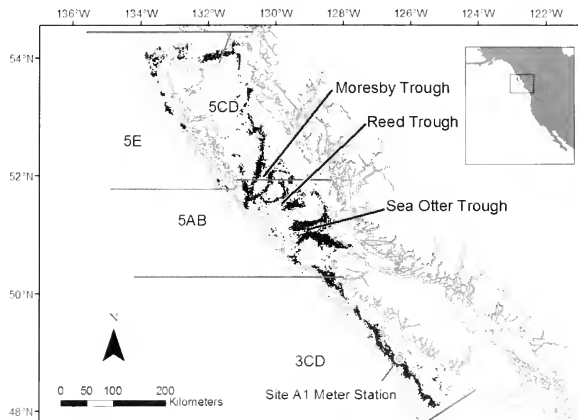 136°W 134°W 132°W 130°W 128°W 126°W 124°W 122°W
54°N
Moresby Trough
5CD
Reed Trough
5E
52°N
Sea Otter Trough
5AB
50°N
N
3CD
0 50 100 200
Kilometers
Site A1 Meter Station
48°N